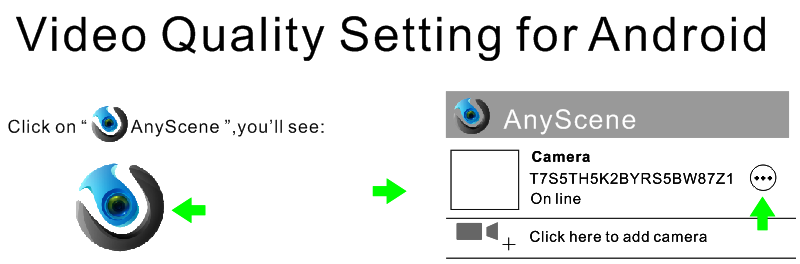 Video Quality Setting for Android
Click on “ AnyScene ”,you'll see:
AnyScene
Camera
T7S5TH5K2BYRS5BW87Z1
On line
Click here to add camera